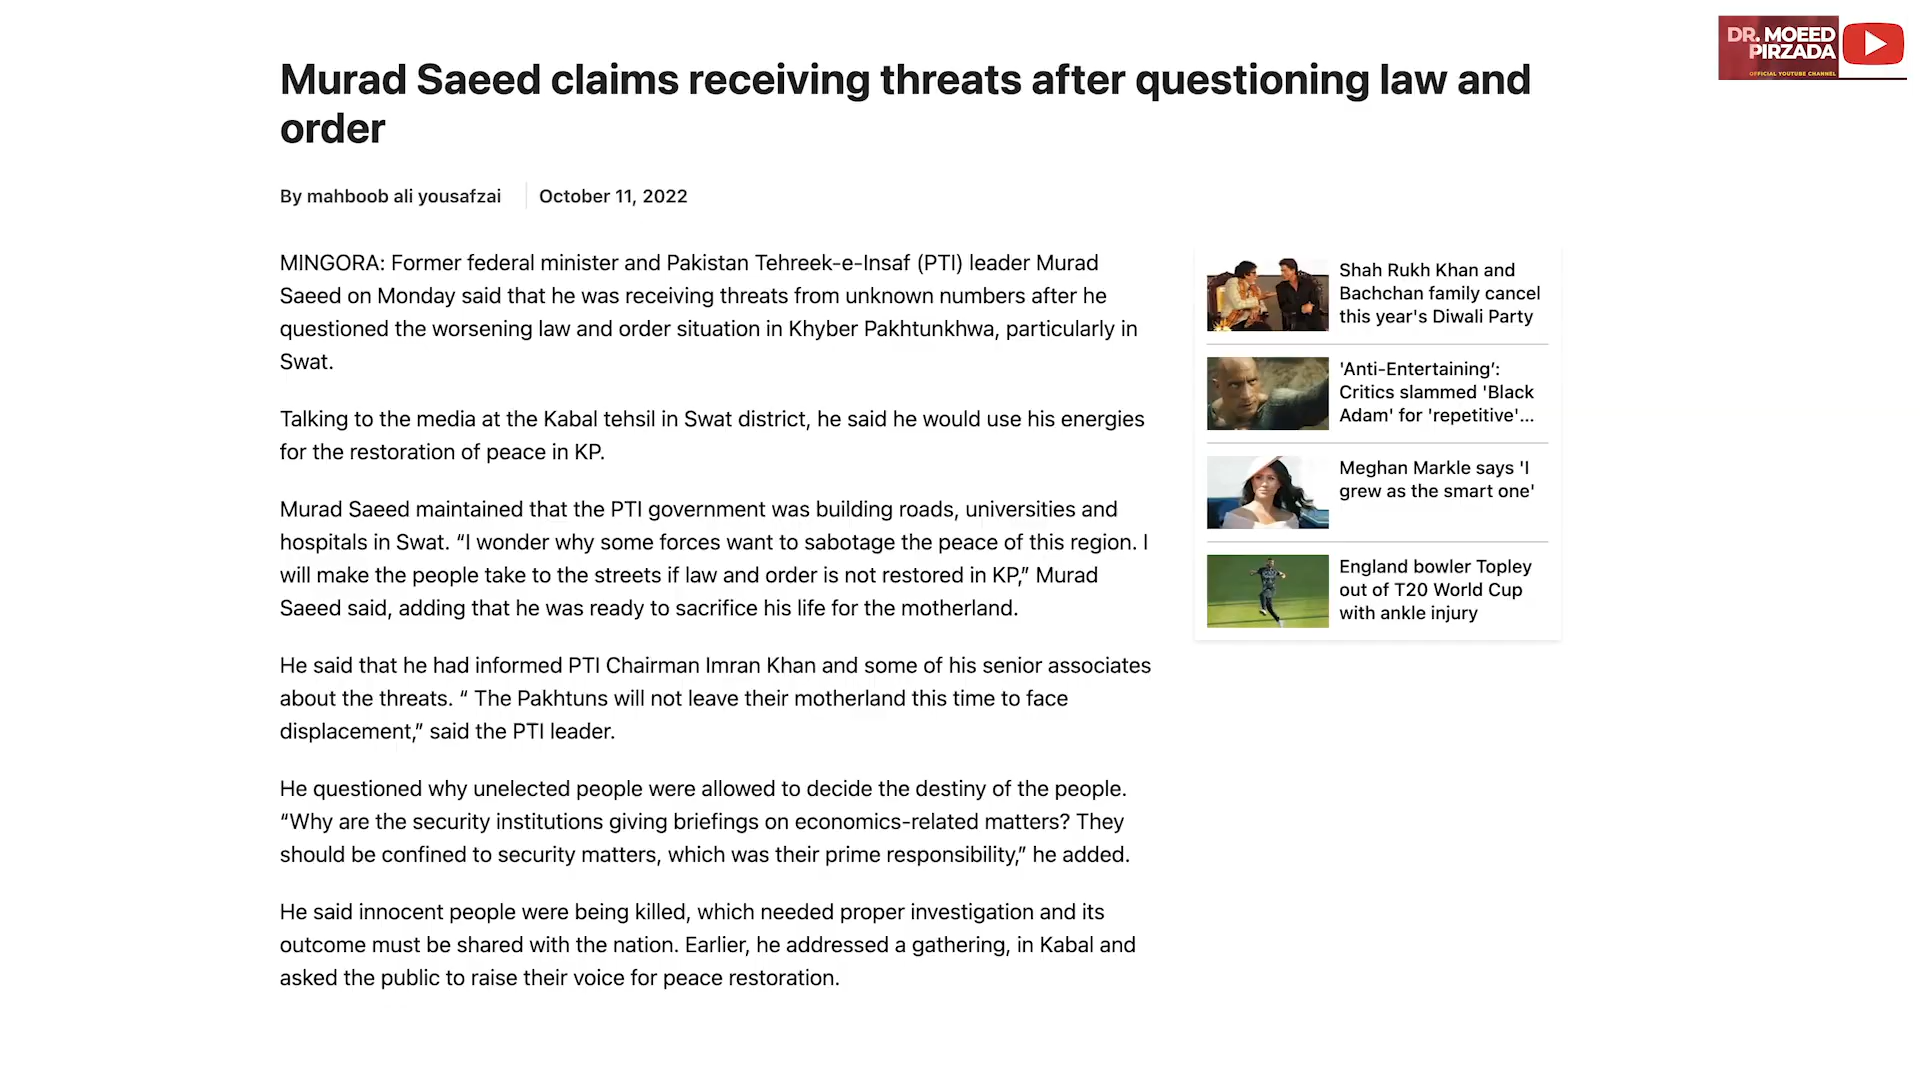 DR. MOEED
PIRZADA
OFFICIAL YOUTUBE CHANNEL
Murad Saeed claims receiving threats after questioning law and
order
By mahboob ali yousafzai
October 11, 2022
MINGORA: Former federal minister and Pakistan Tehreek-e-Insaf (PTI) leader Murad
Saeed on Monday said that he was receiving threats from unknown numbers after he
questioned the worsening law and order situation in Khyber Pakhtunkhwa, particularly in
Swat.
Talking to the media at the Kabal tehsil in Swat district, he said he would use his energies
for the restoration of peace in KP.
Murad Saeed maintained that the PTI government was building roads, universities and
hospitals in Swat. “I wonder why some forces want to sabotage the peace of this region. I
will make the people take to the streets if law and order is not restored in KP,” Murad
Saeed said, adding that he was ready to sacrifice his life for the motherland.
He said that he had informed PTI Chairman Imran Khan and some of his senior associates
about the threats. “ The Pakhtuns will not leave their motherland this time to face
displacement,” said the PTI leader.
He questioned why unelected people were allowed to decide the destiny of the people.
“Why are the security institutions giving briefings on economics-related matters? They
should be confined to security matters, which was their prime responsibility,” he added.
He said innocent people were being killed, which needed proper investigation and its
outcome must be shared with the nation. Earlier, he addressed a gathering, in Kabal and
asked the public to raise their voice for peace restoration.
Shah Rukh Khan and
Bachchan family cancel
this year's Diwali Party
'Anti-Entertaining’:
Critics slammed 'Black
Adam' for 'repetitive'...
Meghan Markle says 'I
grew as the smart one'
England bowler Topley
out of T20 World Cup
with ankle injury